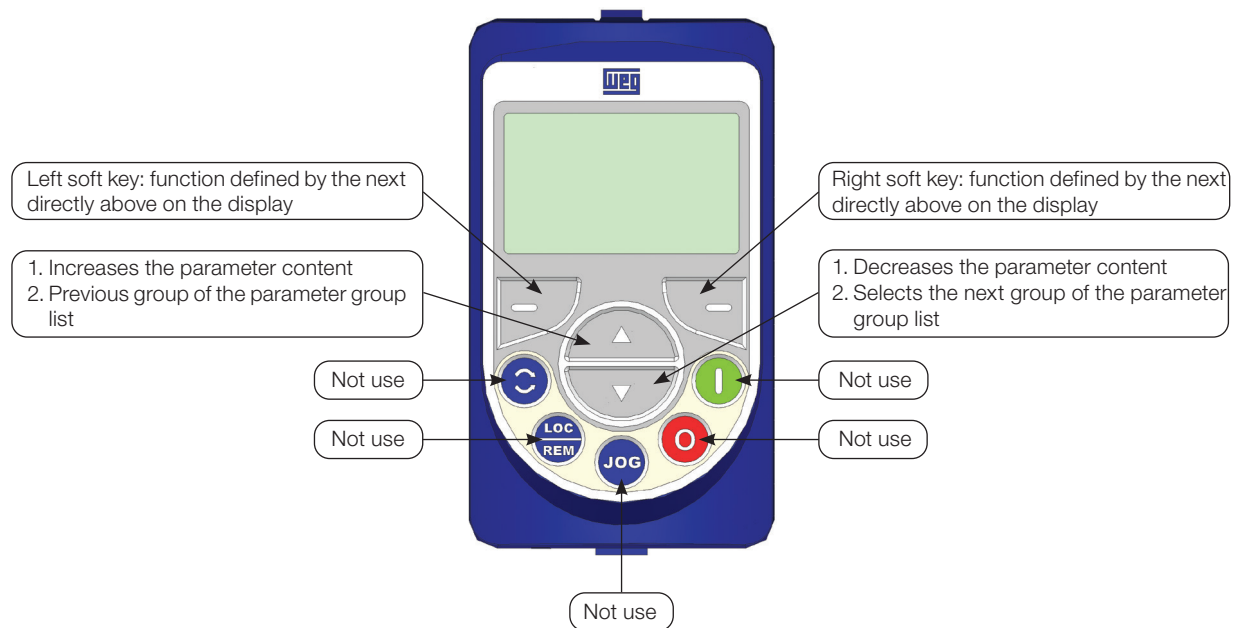 weg
Left soft key: function defined by the next
directly above on the display
Right soft key: function defined by the next
directly above on the display
1. Increases the parameter content
2. Previous group of the parameter group
list
1. Decreases the parameter content
2. Selects the next group of the parameter
group list
Not use
Not use
Not use
Not use
LOC
REM
JOG
O
I
Not use